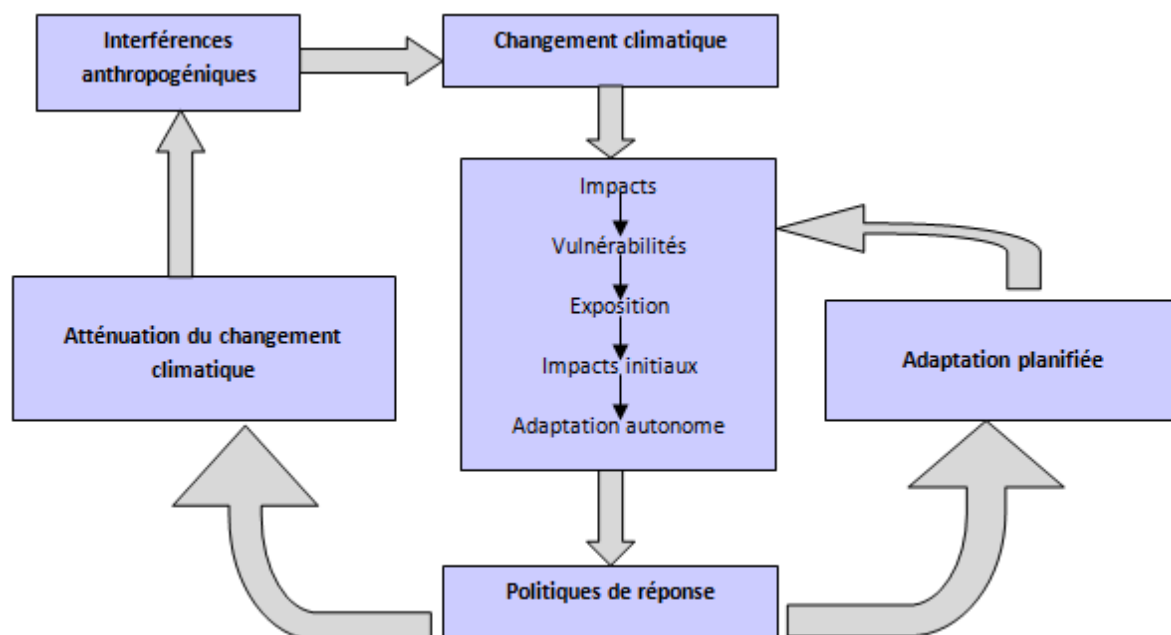 Interférences
anthropogéniques
Changement climatique
Impacts
Vulnérabilités
Exposition
Impacts initiaux
Adaptation autonome
Atténuation du changement
climatique
Adaptation planifiée
Politiques de réponse